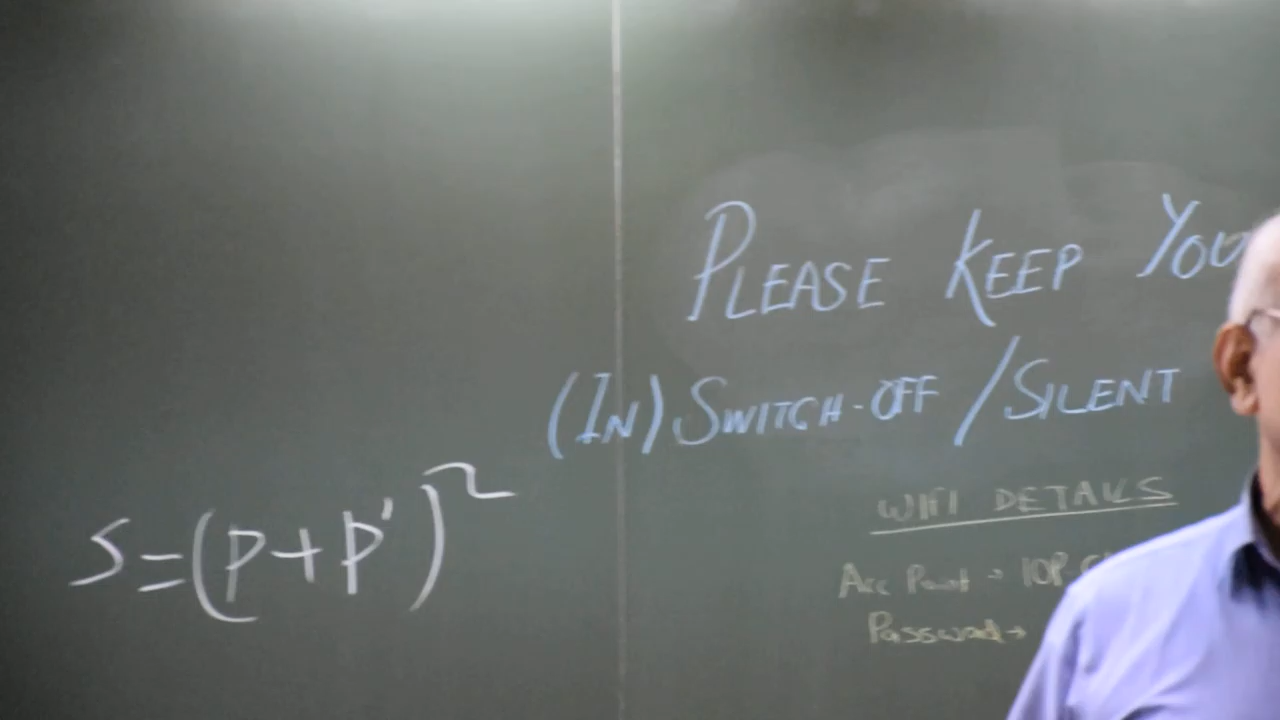 PLEASE KEEP YOU
(IN) SWITCH-OFF / SILENT
S=(p+p')²
WIFI DETAILS
Acc Point → IOP
Password →